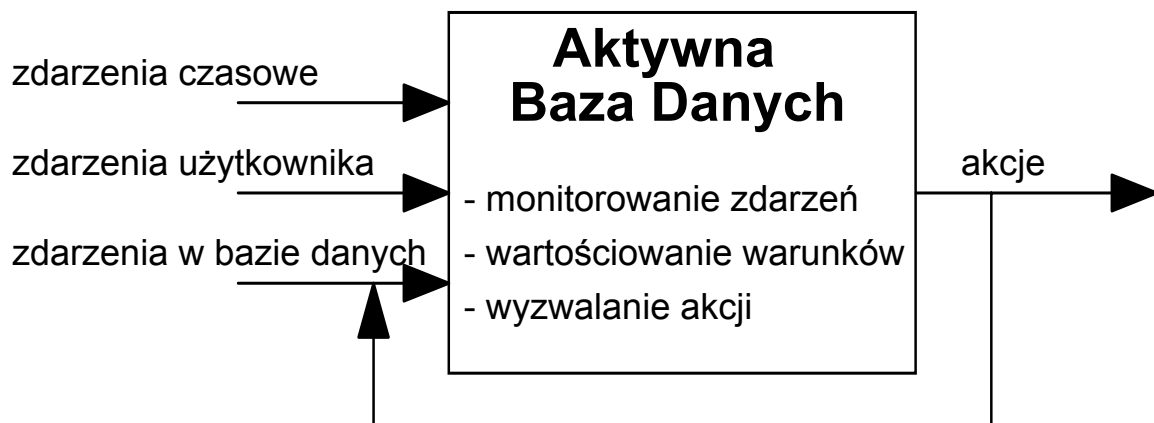 Aktywna
Baza Danych
zdarzenia czasowe
zdarzenia użytkownika
zdarzenia w bazie danych
- monitorowanie zdarzeń
- wartościowanie warunków
- wyzwalanie akcji
akcje